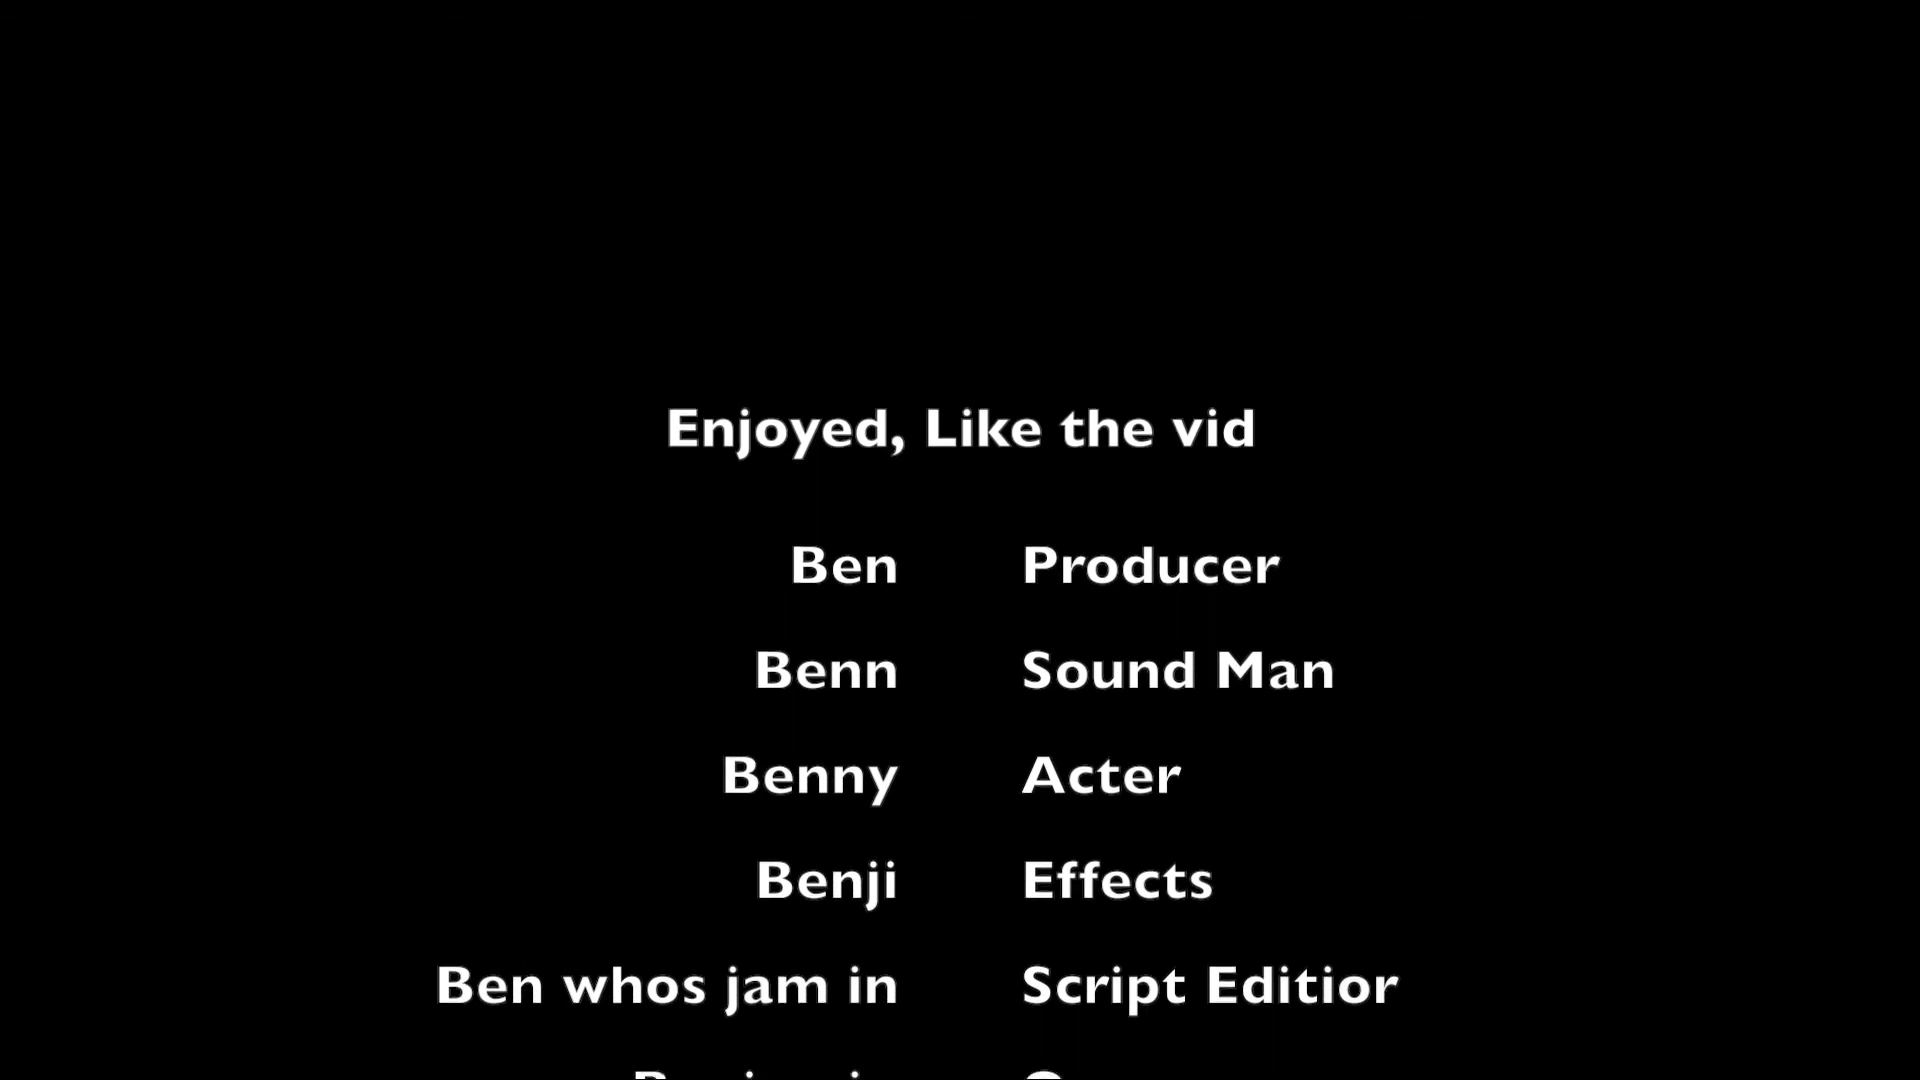 Enjoyed, Like the vid
Ben Producer
Benn Sound Man
Benny Acter
Benji Effects
Ben whos jam in Script Editior